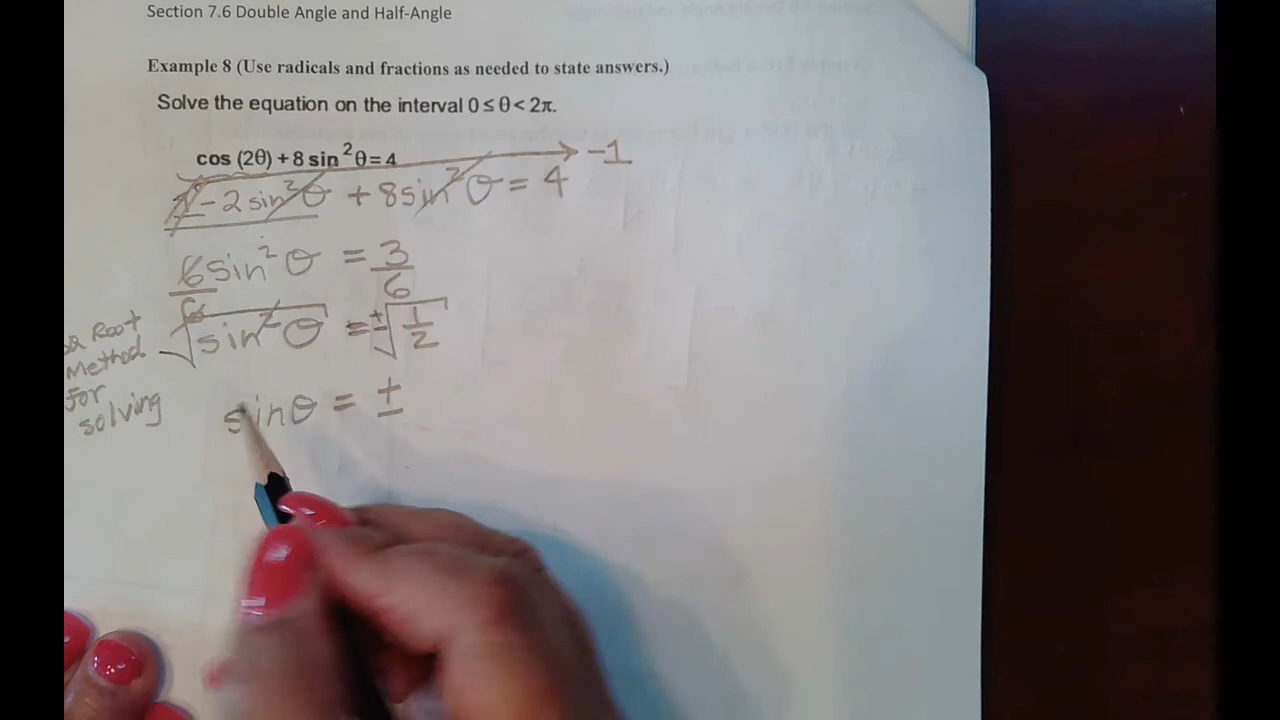 Section 7.6 Double Angle and Half-Angle
Example 8 (Use radicals and fractions as needed to state answers.)
Solve the equation on the interval 0 ≤ θ < 2π.
cos (2θ) + 8 sin²θ = 4 → -1
1 - 2 sin²θ + 8 sin²θ = 4
6 sin²θ / 6 = 3/6
√sin²θ = ±√1/2
Root
Method
For
solving
sinθ = ±